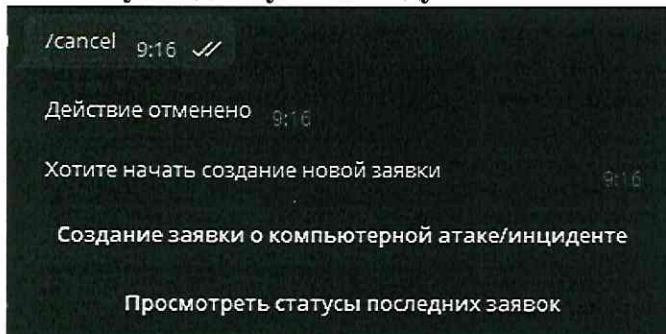 /cancel 9:16
Действие отменено 9:16
Хотите начать создание новой заявки 9:16
Создание заявки о компьютерной атаке/инциденте
Просмотреть статусы последних заявок